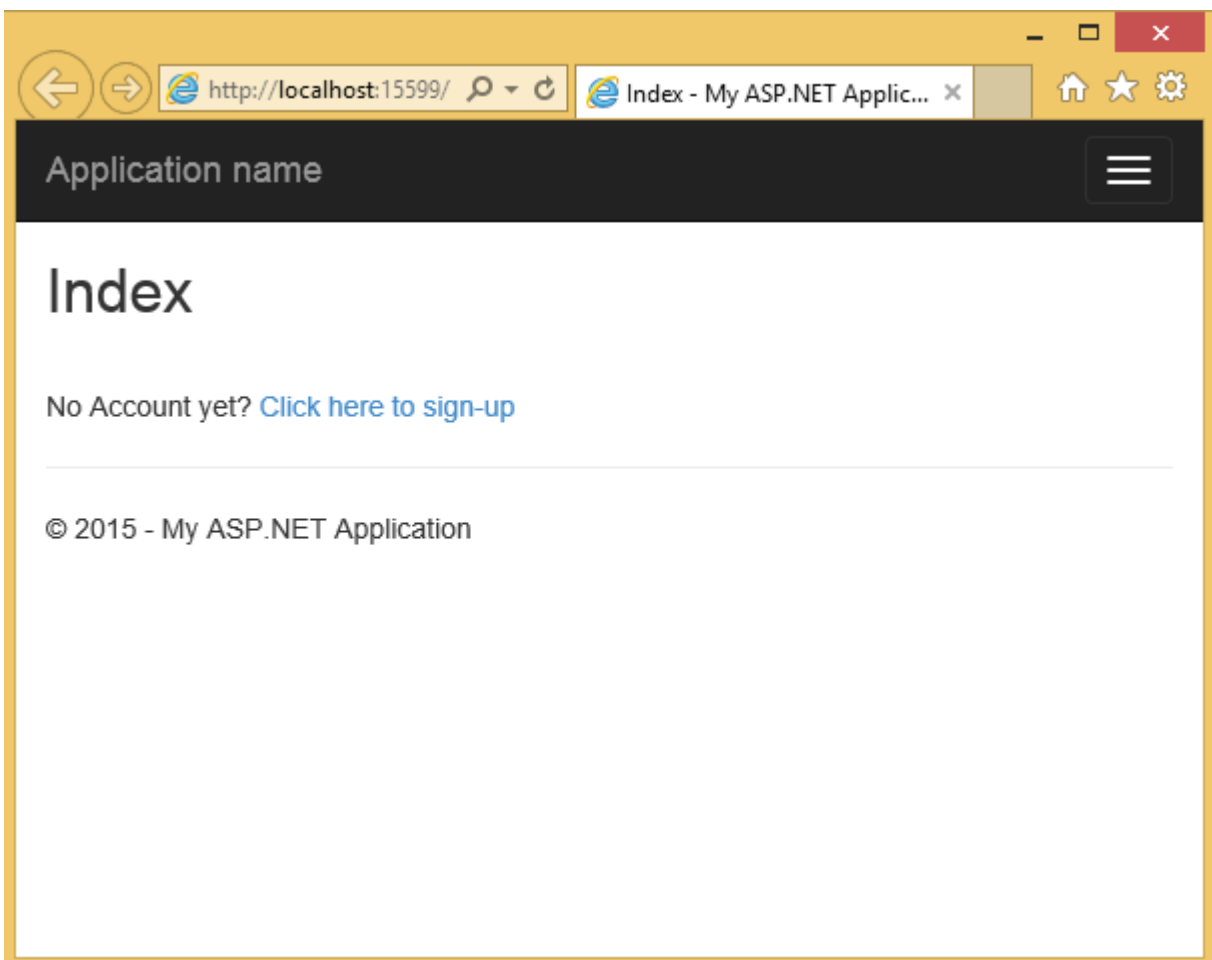 http://localhost:15599/
Index - My ASP.NET Applic...
Application name
Index
No Account yet? Click here to sign-up
© 2015 - My ASP.NET Application